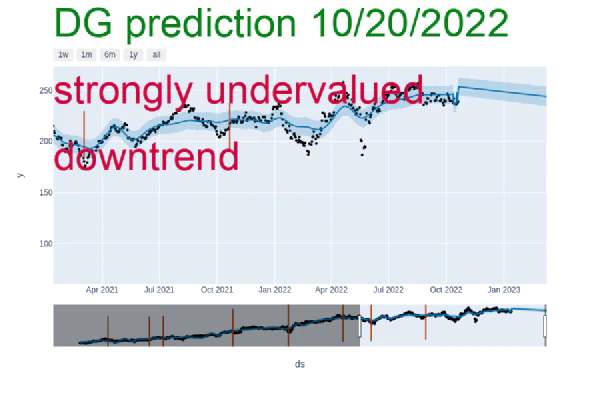 DG prediction 10/20/2022
1w 1m 6m 1y all
strongly undervalued
downtrend
250
200
150
100
y
Apr 2021 Jul 2021 Oct 2021 Jan 2022 Apr 2022 Jul 2022 Oct 2022 Jan 2023
ds